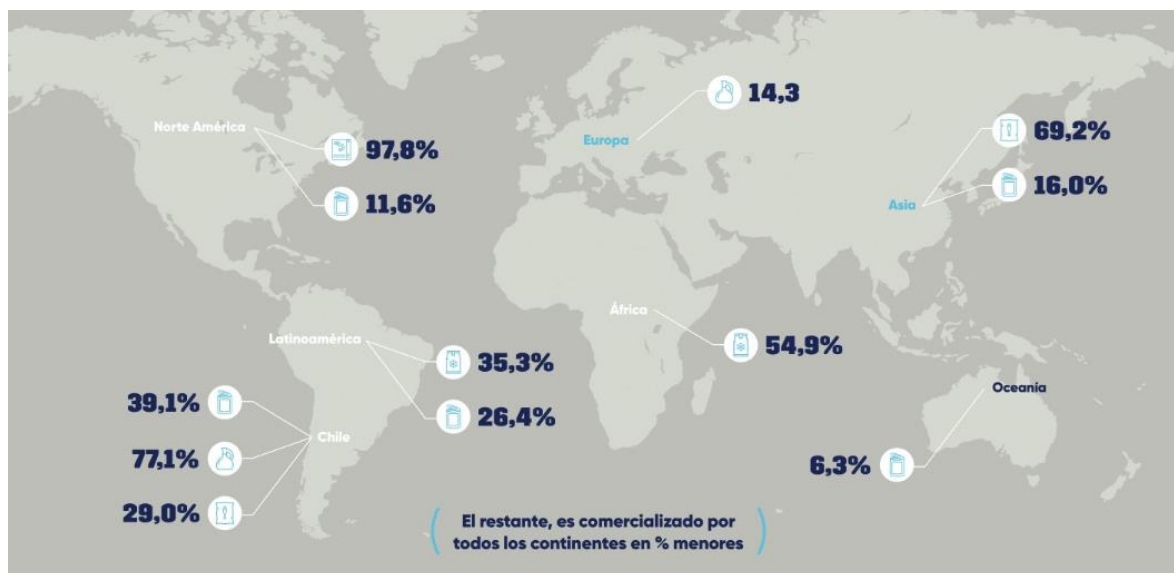 Norte América
97,8%
11,6%
Europa
14,3
Asia
69,2%
16,0%
Latinoamérica
35,3%
26,4%
África
54,9%
Chile
39,1%
77,1%
29,0%
Oceanía
6,3%
El restante, es comercializado por
todos los continentes en % menores